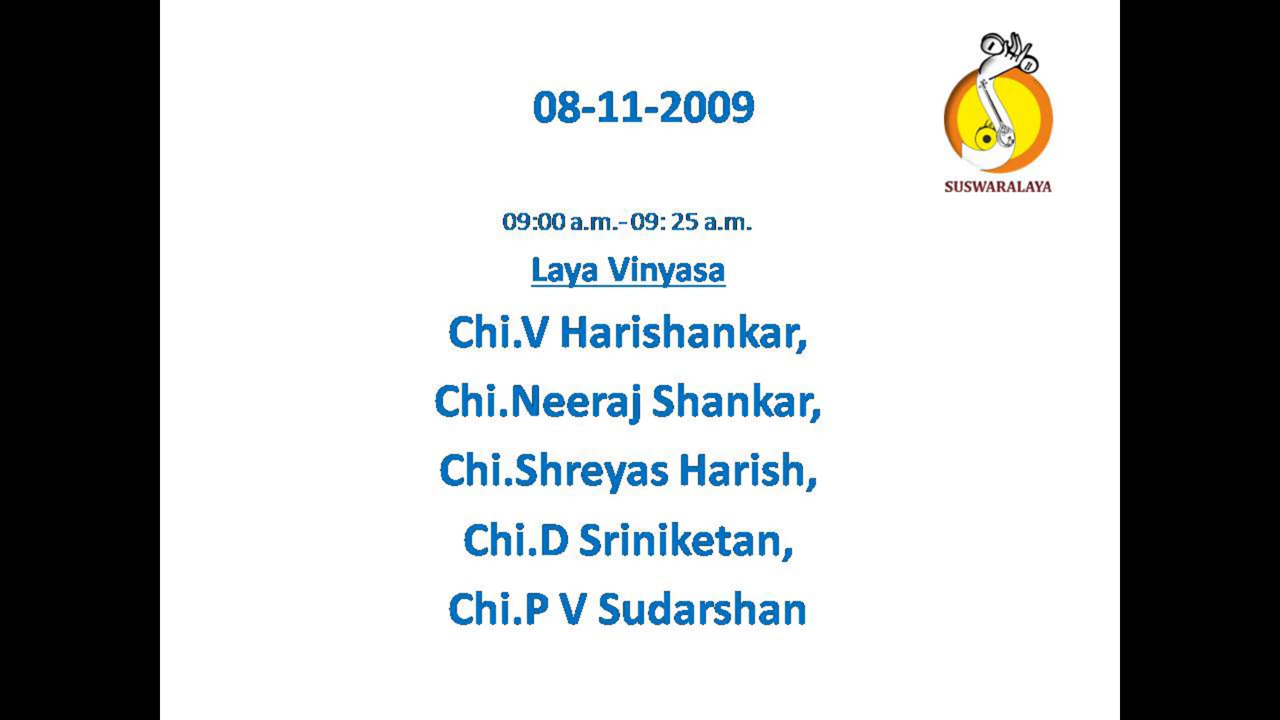 08-11-2009
SUSWARALAYA
09:00 a.m.-09: 25 a.m.
Laya Vinyasa
Chi.V Harishankar,
Chi.Neeraj Shankar,
Chi.Shreyas Harish,
Chi.D Sriniketan,
Chi.P V Sudarshan